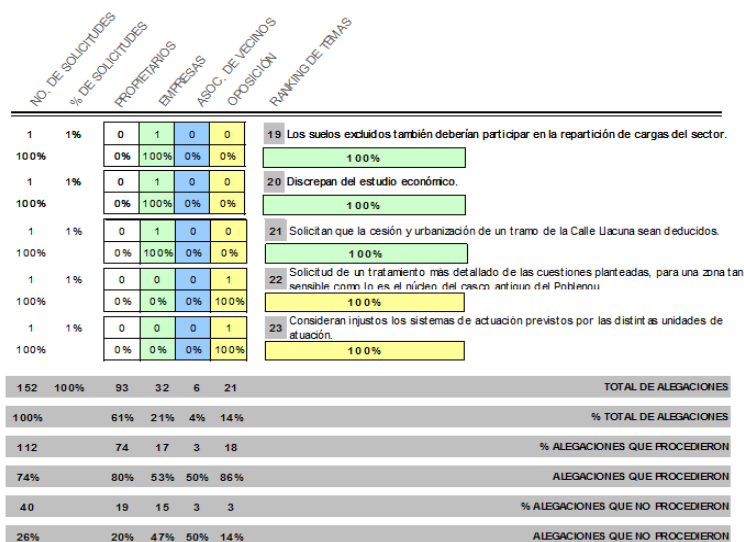 NO. DE SOLICITUDES
% DE SOLICITUDES
PROPIETARIOS
EMPRESAS
ASOC. DE VECINOS
OPOSICIÓN
RANKING DE TEMAS
1 1% 0 1 0 0 19 Los suelos excluidos también deberían participar en la repartición de cargas del sector.
100% 0% 100% 0% 0% 100%
1 1% 0 1 0 0 20 Discrepan del estudio económico.
100% 0% 100% 0% 0% 100%
1 1% 0 1 0 0 21 Solicitan que la cesión y urbanización de un tramo de la Calle Llacuna sean deducidos.
100% 0% 100% 0% 0% 100%
1 1% 0 0 0 1 22 Solicitud de un tratamiento más detallado de las cuestiones planteadas, para una zona tan
sensible como lo es el núcleo del casco antiguo del Poblenou
100% 0% 0% 0% 100% 100%
1 1% 0 0 0 1 23 Consideran injustos los sistemas de actuación previstos por las distintas unidades de
atuación.
100% 0% 0% 0% 100% 100%
152 100% 93 32 6 21 TOTAL DE ALEGACIONES
100% 61% 21% 4% 14% % TOTAL DE ALEGACIONES
112 74 17 3 18 % ALEGACIONES QUE PROCEDIERON
74% 80% 53% 50% 86% ALEGACIONES QUE PROCEDIERON
40 19 15 3 3 % ALEGACIONES QUE NO PROCEDIERON
26% 20% 47% 50% 14% ALEGACIONES QUE NO PROCEDIERON